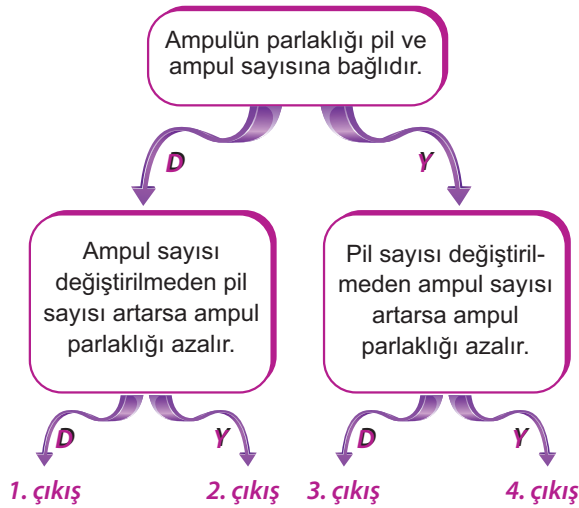 Ampulün parlaklığı pil ve
ampul sayısına bağlıdır.
D
Y
Ampul sayısı
değiştirilmeden pil
sayısı artarsa ampul
parlaklığı azalır.
Pil sayısı değiştiril-
meden ampul sayısı
artarsa ampul
parlaklığı azalır.
D
Y
D
Y
1. çıkış
2. çıkış
3. çıkış
4. çıkış